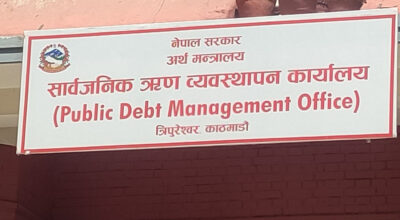 नेपाल सरकार
अर्थ मन्त्रालय
सार्वजनिक ऋण व्यवस्थापन कार्यालय
(Public Debt Management Office)
त्रिपुरेश्वर, काठमाडौं